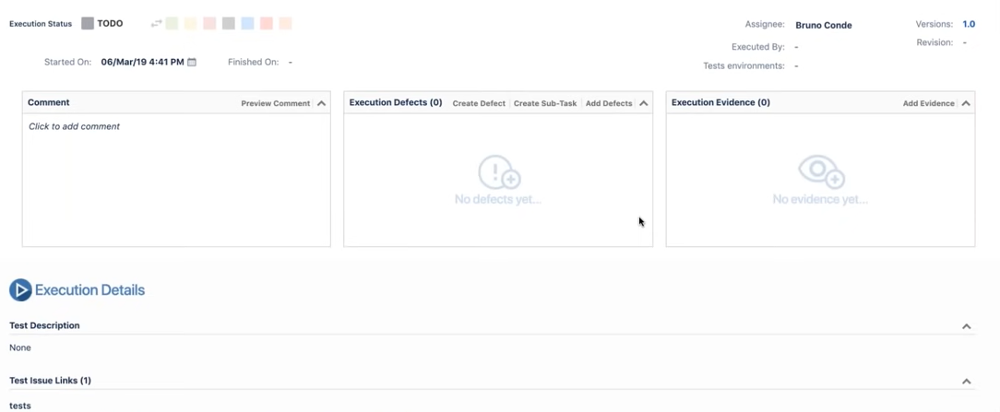 Execution Status TODO Assignee: Bruno Conde Versions: 1.0
Executed By: - Revision: -
Started On: 06/Mar/19 4:41 PM Finished On: - Tests environments: -
Comment Preview Comment Execution Defects (0) Create Defect Create Sub-Task Add Defects Execution Evidence (0) Add Evidence
Click to add comment
No defects yet... No evidence yet...
Execution Details
Test Description
None
Test Issue Links (1)
tests